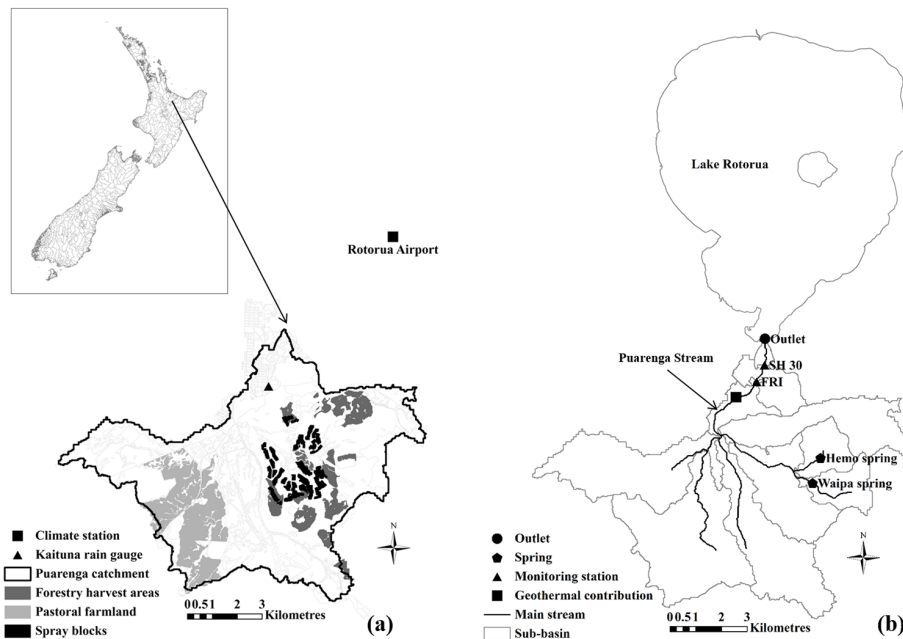 Rotorua Airport
N
Climate station
Kaituna rain gauge
Puarenga catchment
Forestry harvest areas
Pastoral farmland
Spray blocks
0 0.5 1 2 3
Kilometres
(a)
Lake Rotorua
Outlet
Puarenga Stream
SH 30
FRI
Hemo spring
Waipa spring
N
Outlet
Spring
Monitoring station
Geothermal contribution
Main stream
Sub-basin
0 0.5 1 2 3
Kilometres
(b)